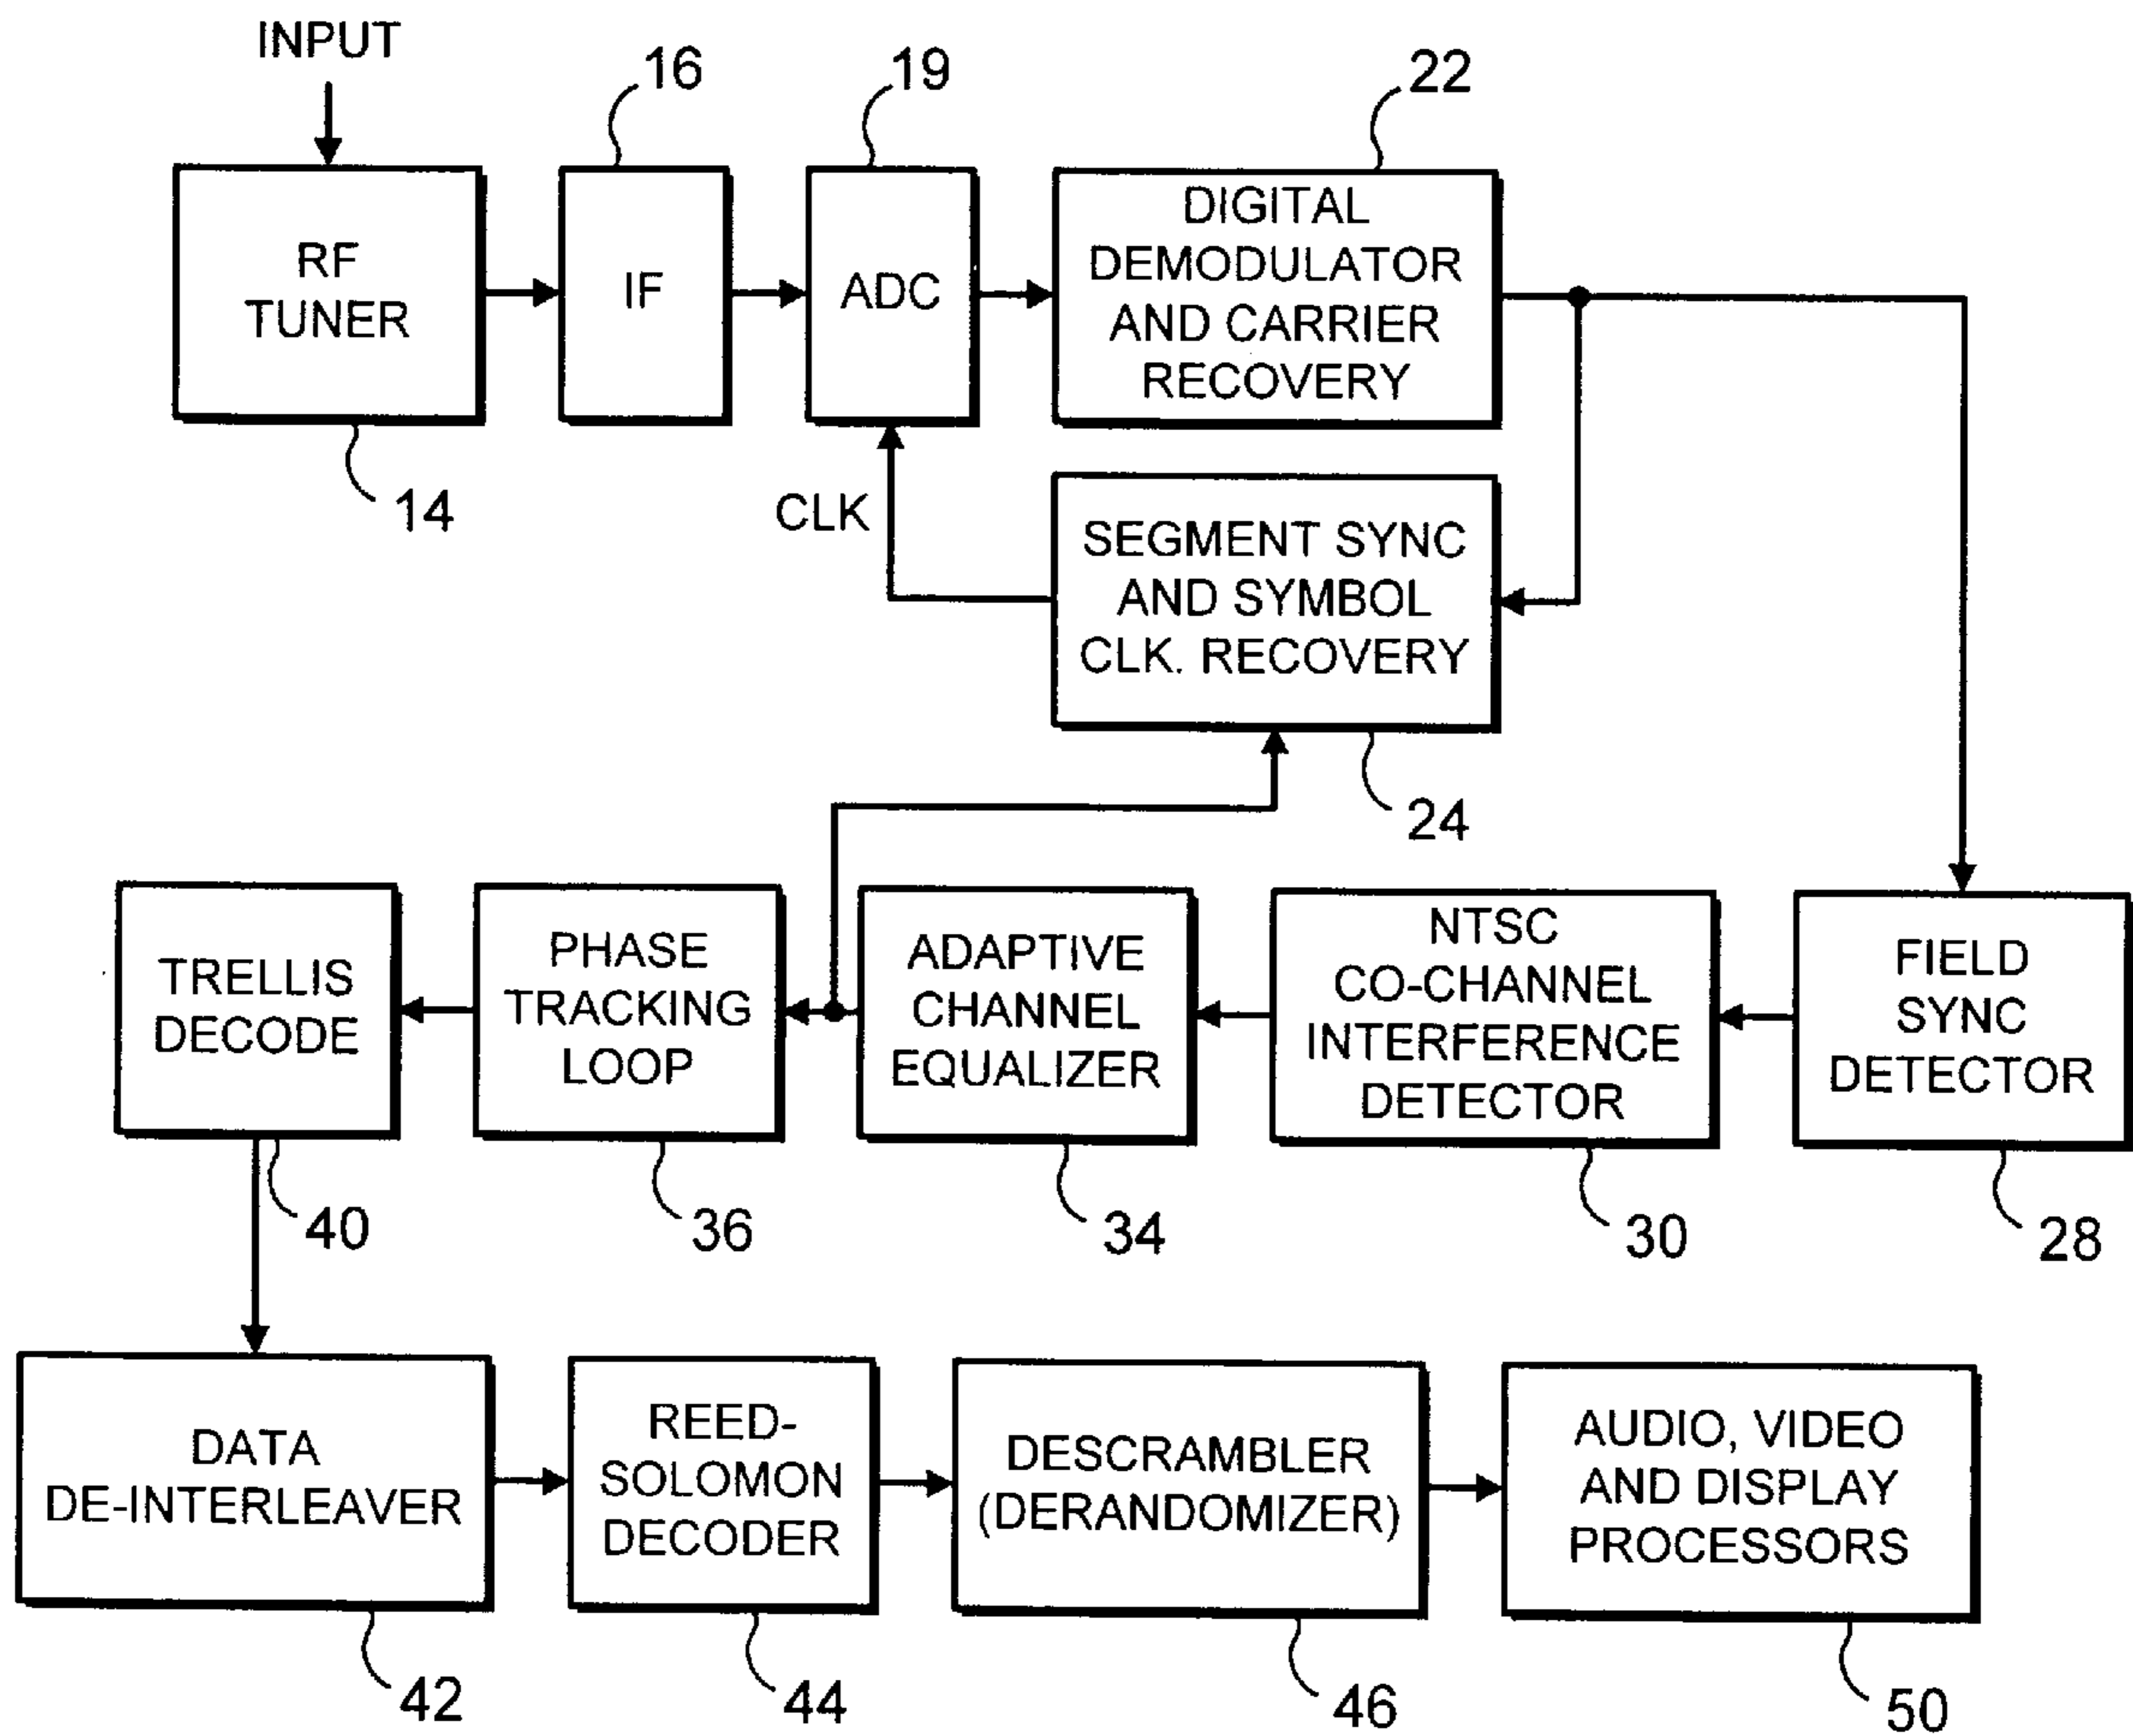 INPUT
16
19
22
RF
TUNER
IF
ADC
DIGITAL
DEMODULATOR
AND CARRIER
RECOVERY
14
CLK
SEGMENT SYNC
AND SYMBOL
CLK. RECOVERY
24
TRELLIS
DECODE
PHASE
TRACKING
LOOP
ADAPTIVE
CHANNEL
EQUALIZER
NTSC
CO-CHANNEL
INTERFERENCE
DETECTOR
FIELD
SYNC
DETECTOR
40
36
34
30
28
DATA
DE-INTERLEAVER
REED-
SOLOMON
DECODER
DESCRAMBLER
(DERANDOMIZER)
AUDIO, VIDEO
AND DISPLAY
PROCESSORS
42
44
46
50